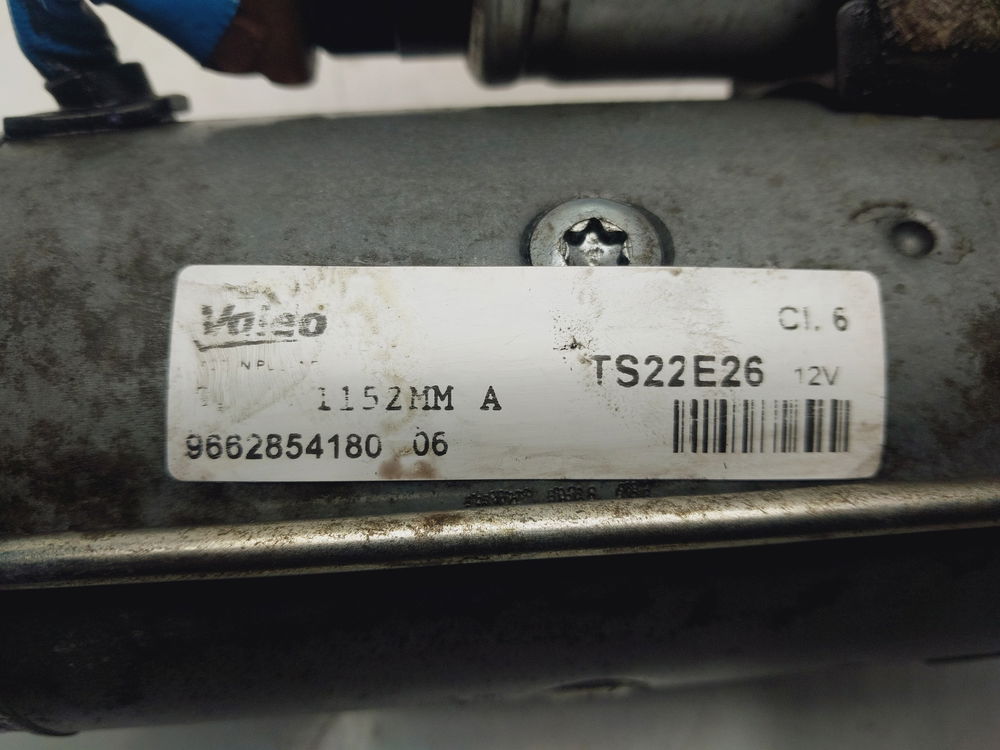 Valeo
Cl. 6
TS22E26 12V
1152MM A
9662854180 06